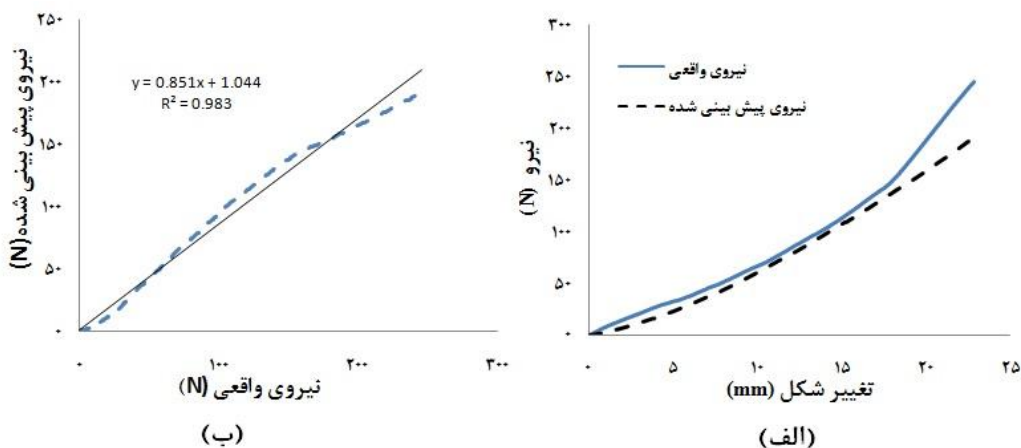 نیرو (N)
۳۰۰
۲۵۰
۲۰۰
۱۵۰
۱۰۰
۵۰
۰
نیروی واقعی
نیروی پیش بینی شده
۰ ۵ ۱۰ ۱۵ ۲۰ ۲۵
تغییر شکل (mm)
(الف)
نیروی پیش بینی شده (N)
۲۵۰
۲۰۰
۱۵۰
۱۰۰
۵۰
۰
y = 0.851x + 1.044
R² = 0.983
۰ ۱۰۰ ۲۰۰ ۳۰۰
نیروی واقعی (N)
(ب)